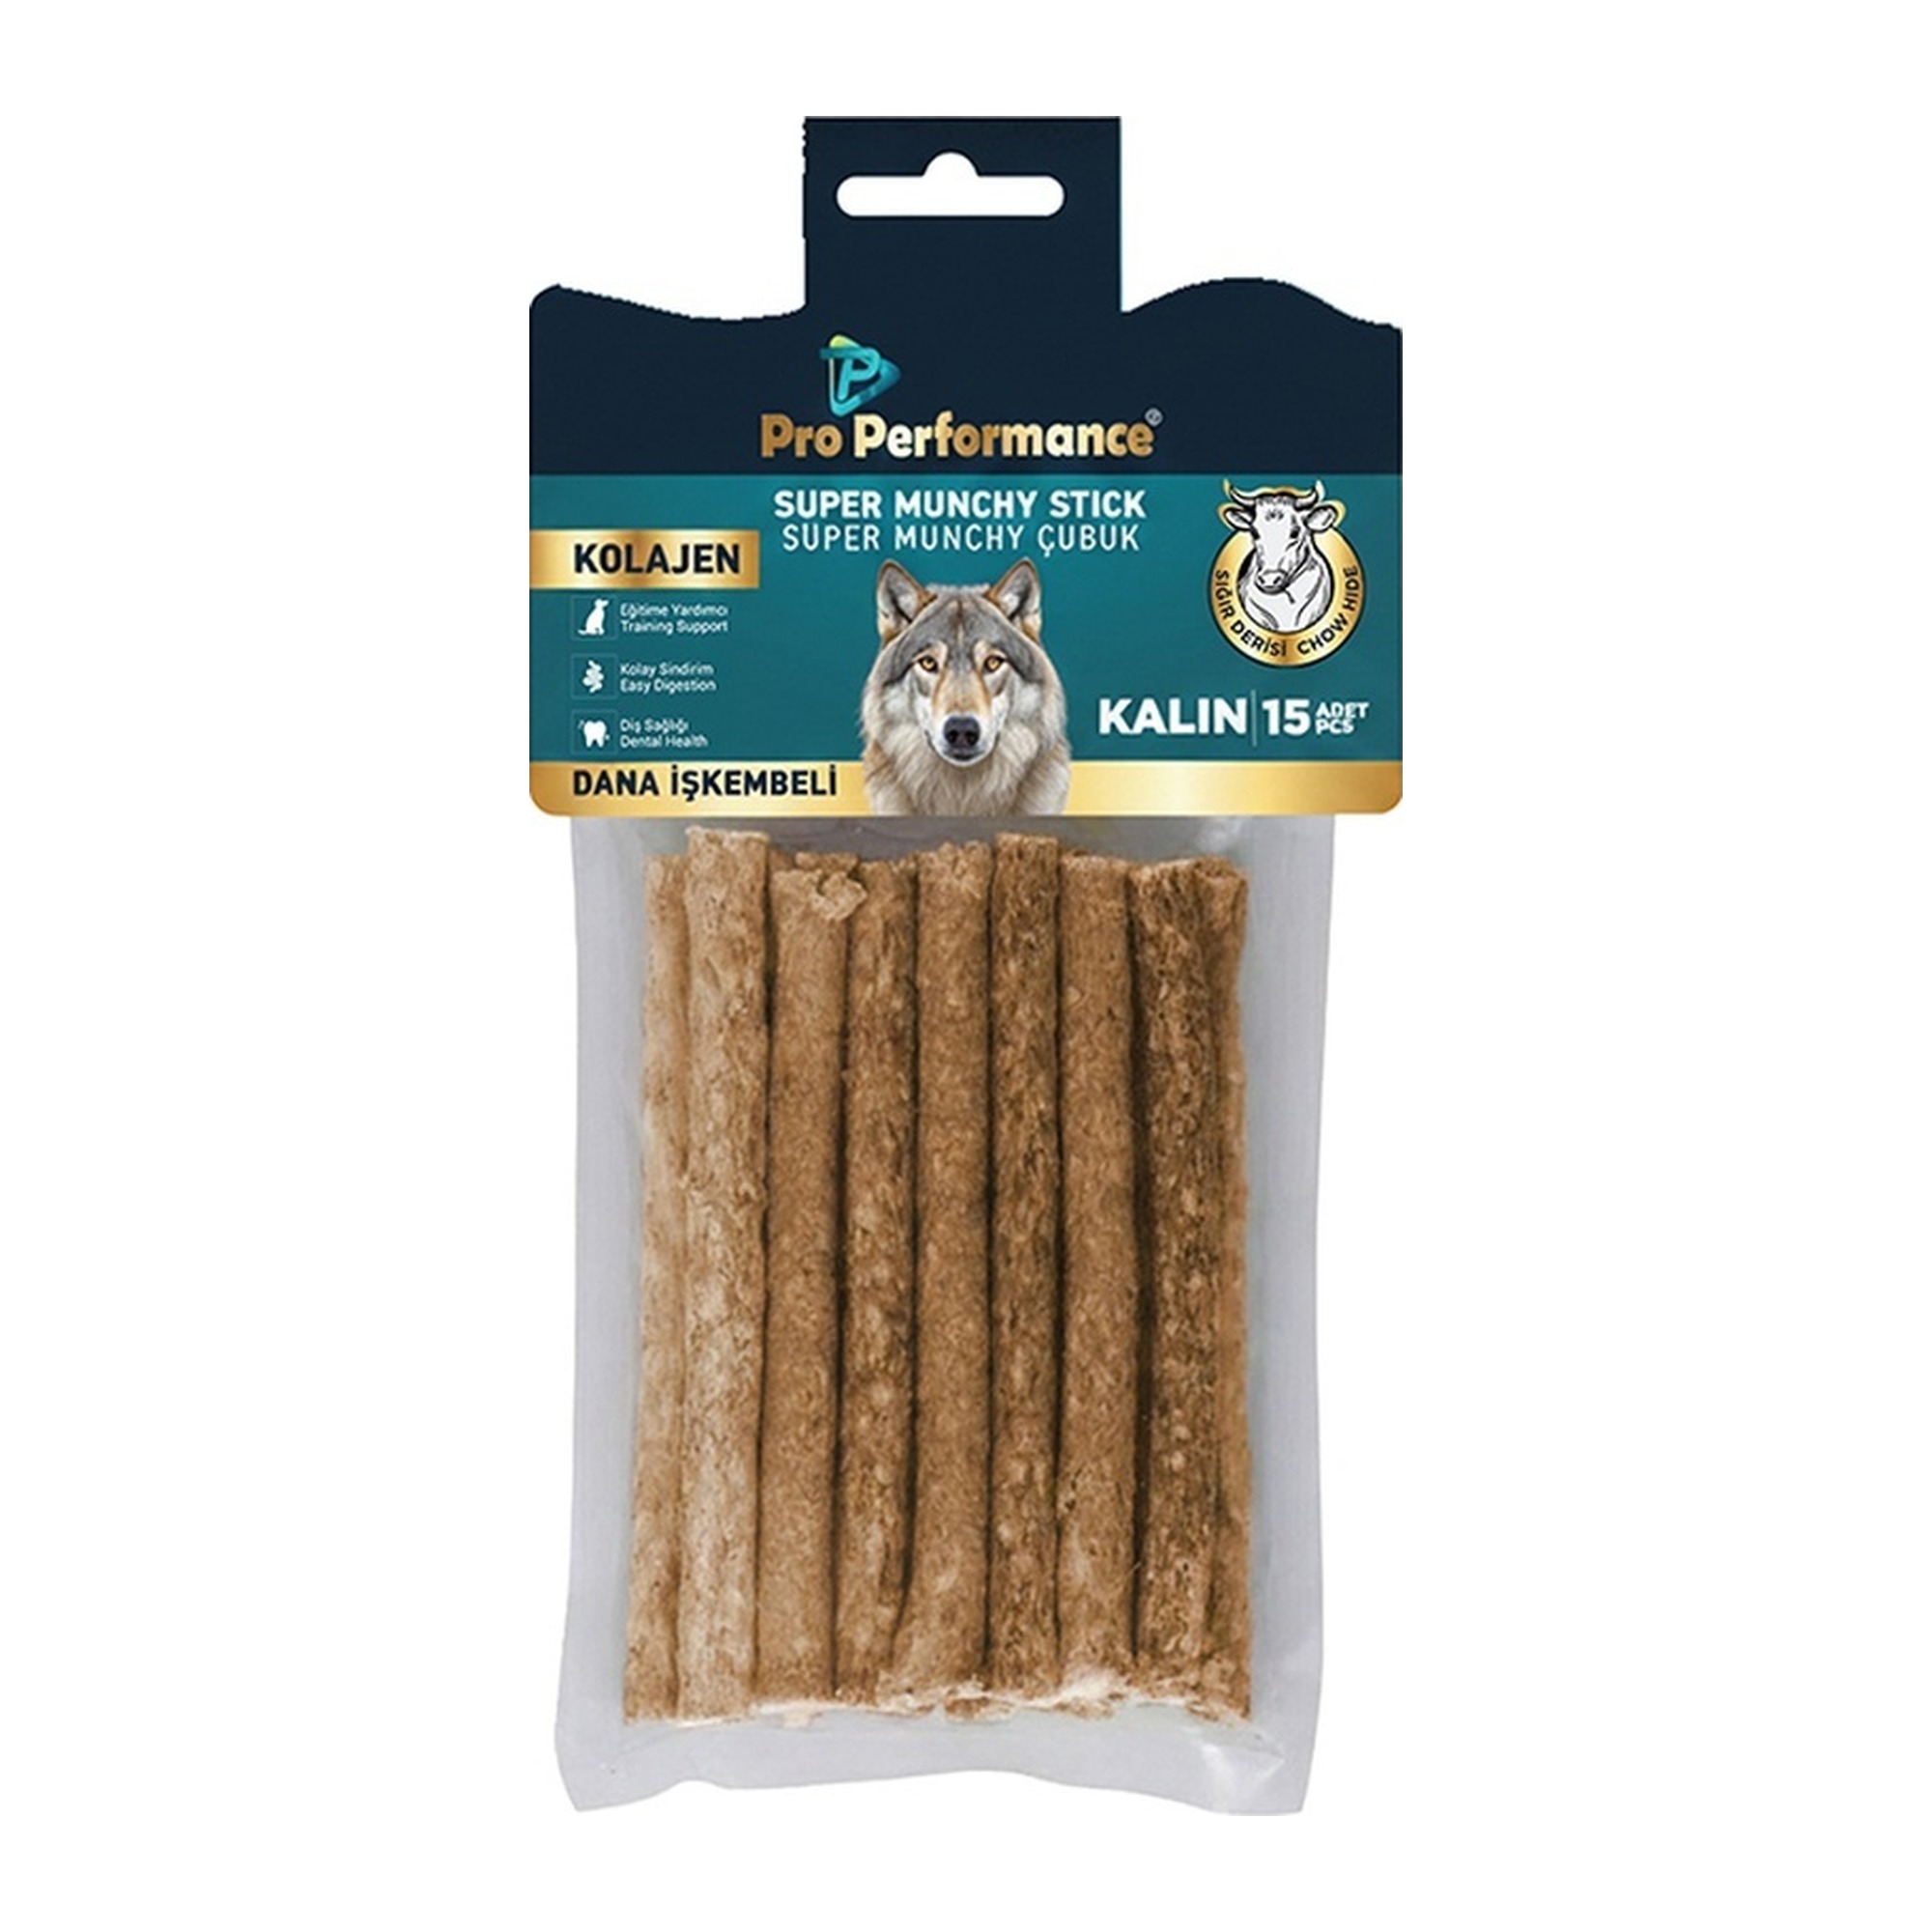 P
Pro Performance®
SUPER MUNCHY STICK
SÜPER MUNCHY ÇUBUK
KOLAJEN
Eğitime Yardımcı
Training Support
Kolay Sindirim
Easy Digestion
Diş Sağlığı
Dental Health
SIĞIR DERİSİ CHOW HIDE
KALIN 15 ADET
PCS
DANA İŞKEMBELİ